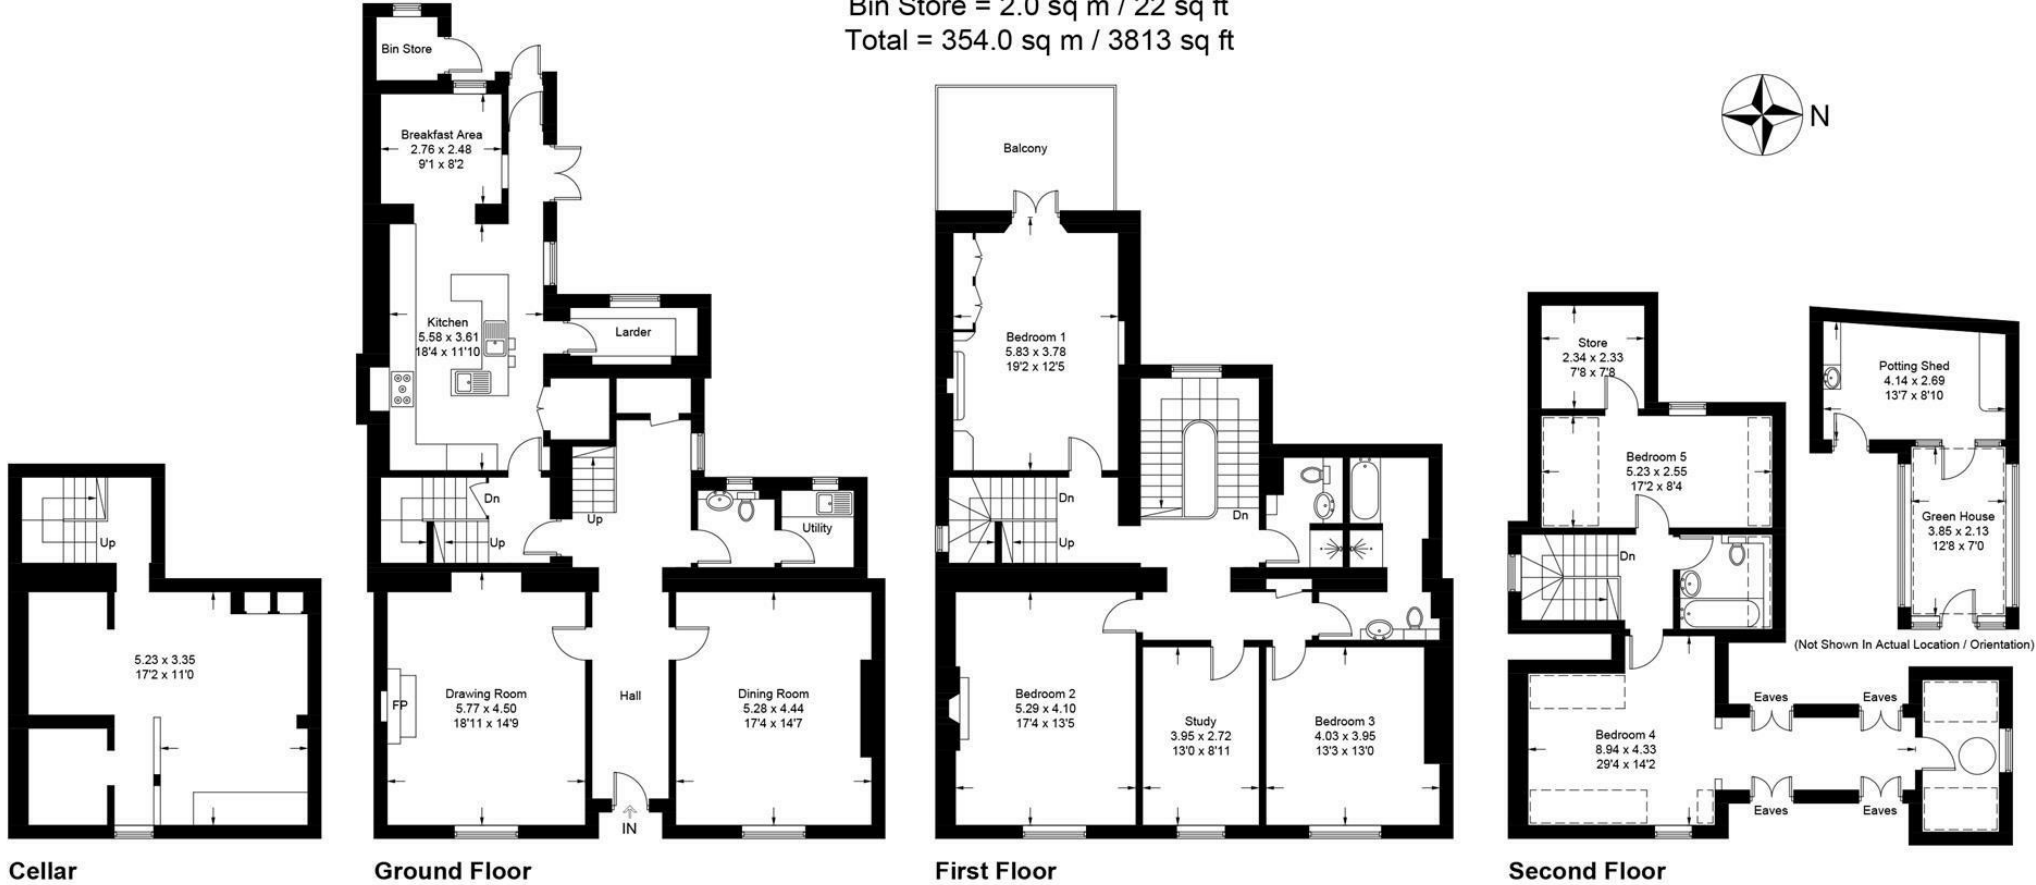 Bin Store = 2.0 sq m / 22 sq ft
Total = 354.0 sq m / 3813 sq ft
N
Bin Store
Breakfast Area
2.76 x 2.48
9'1 x 8'2
Kitchen
5.58 x 3.61
18'4 x 11'10
Larder
Dn
Up
Up
Utility
Drawing Room
5.77 x 4.50
18'11 x 14'9
FP
Hall
Dining Room
5.28 x 4.44
17'4 x 14'7
IN
Ground Floor
Up
5.23 x 3.35
17'2 x 11'0
Cellar
Balcony
Bedroom 1
5.83 x 3.78
19'2 x 12'5
Dn
Up
Dn
Bedroom 2
5.29 x 4.10
17'4 x 13'5
Study
3.95 x 2.72
13'0 x 8'11
Bedroom 3
4.03 x 3.95
13'3 x 13'0
First Floor
Store
2.34 x 2.33
7'8 x 7'8
Bedroom 5
5.23 x 2.55
17'2 x 8'4
Dn
Bedroom 4
8.94 x 4.33
29'4 x 14'2
Eaves
Eaves
Eaves
Eaves
Second Floor
Potting Shed
4.14 x 2.69
13'7 x 8'10
Green House
3.85 x 2.13
12'8 x 7'0
(Not Shown In Actual Location / Orientation)